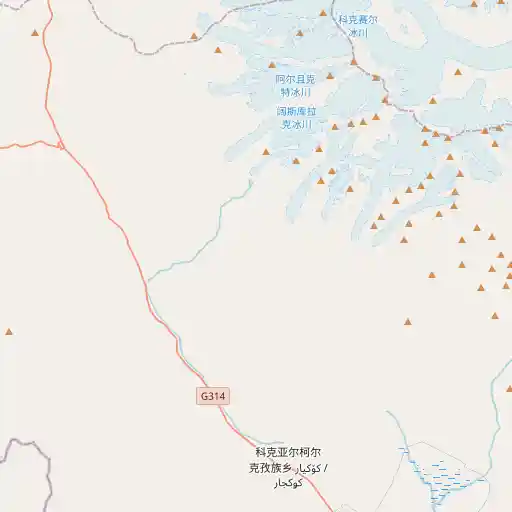 科克赛尔
冰川
阿尔且克
特冰川
阔斯库拉
克冰川
G314
科克亚尔柯尔
克孜族乡 كۆكيار /
كوكجار